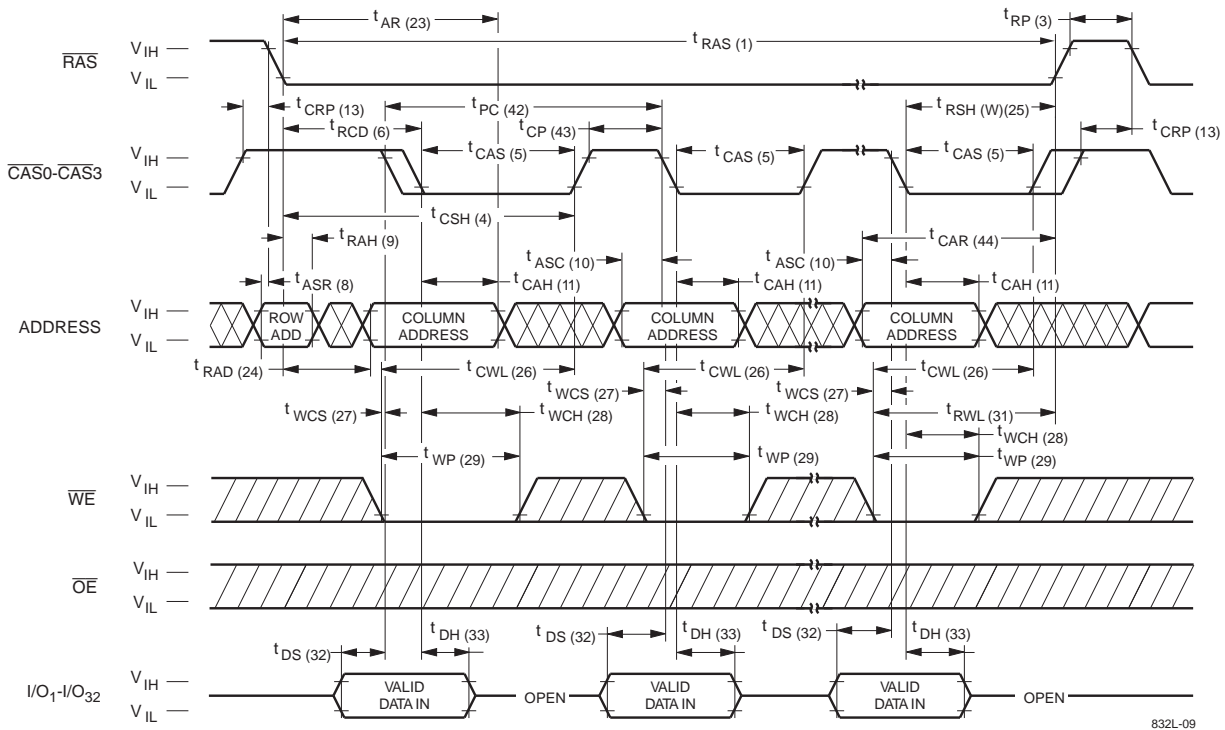 t AR (23)
t RP (3)
t RAS (1)
RAS
V IH
V IL
t CRP (13)
t PC (42)
t RSH (W)(25)
t RCD (6)
t CP (43)
t CRP (13)
CAS0-CAS3
V IH
V IL
t CAS (5)
t CAS (5)
t CAS (5)
t CSH (4)
t RAH (9)
t CAR (44)
t ASC (10)
t ASC (10)
t ASR (8)
t CAH (11)
t CAH (11)
t CAH (11)
ADDRESS
V IH
V IL
ROW ADD
COLUMN ADDRESS
COLUMN ADDRESS
COLUMN ADDRESS
t RAD (24)
t CWL (26)
t CWL (26)
t CWL (26)
t WCS (27)
t WCS (27)
t WCS (27)
t WCH (28)
t WCH (28)
t RWL (31)
t WCH (28)
t WP (29)
t WP (29)
t WP (29)
WE
V IH
V IL
OE
V IH
V IL
t DS (32)
t DH (33)
t DS (32)
t DH (33)
t DS (32)
t DH (33)
I/O1-I/O32
V IH
V IL
VALID DATA IN
OPEN
VALID DATA IN
VALID DATA IN
OPEN
832L-09